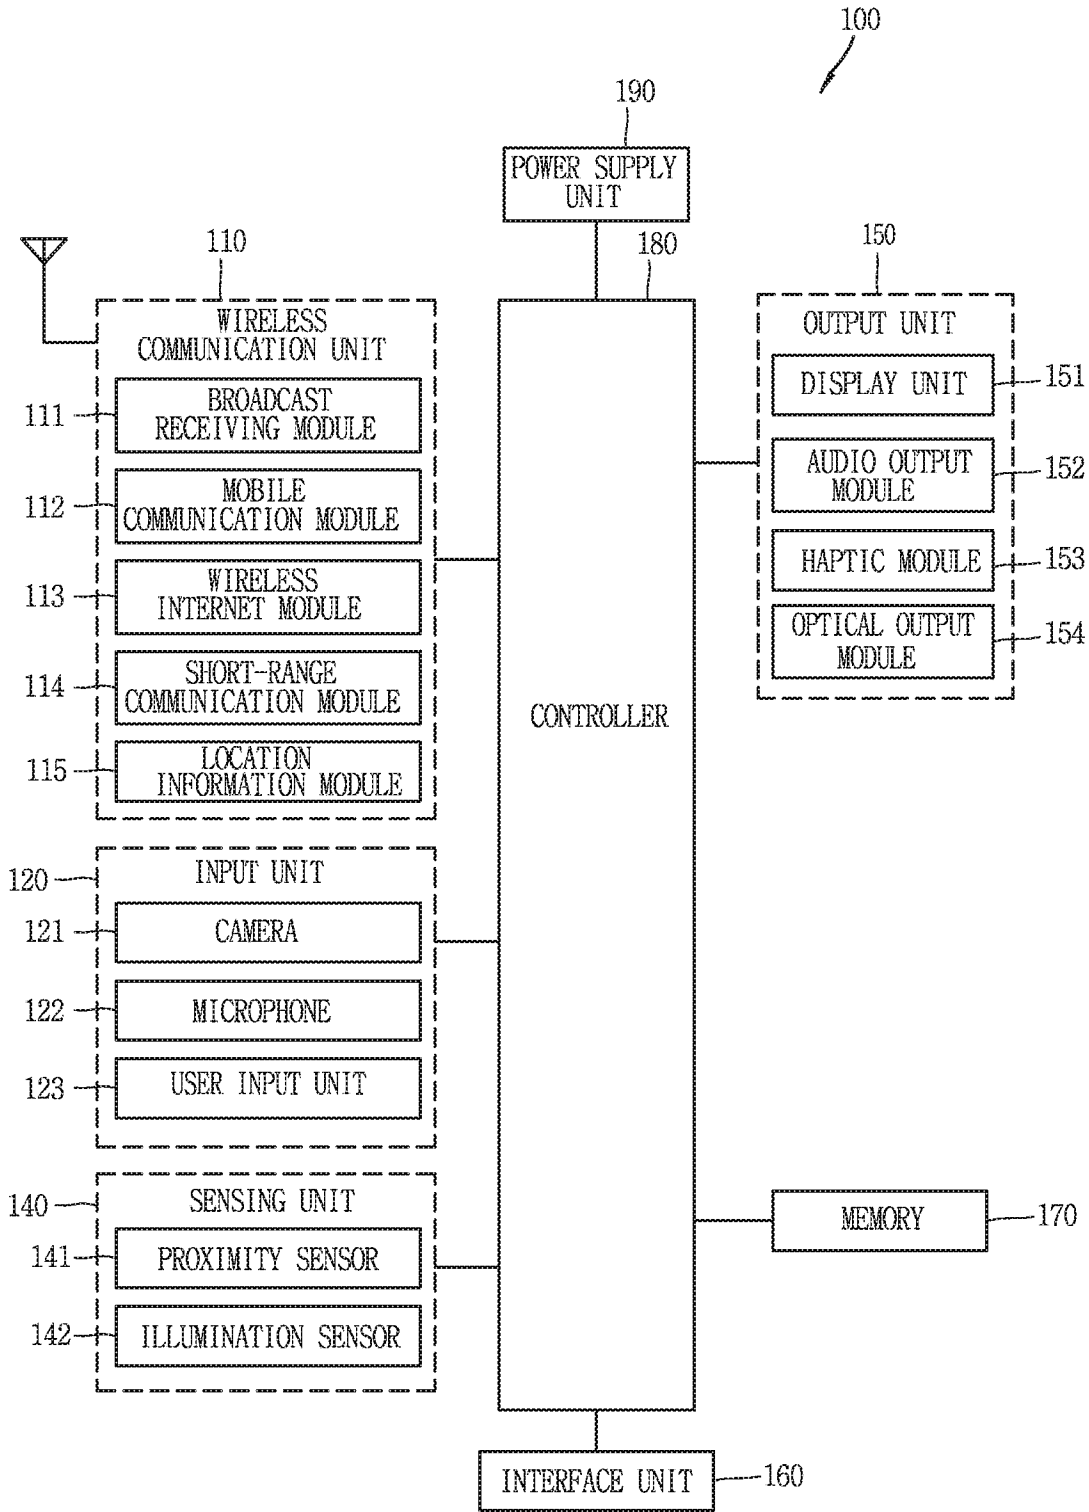 100
190
POWER SUPPLY
UNIT
110
180
150
WIRELESS
COMMUNICATION UNIT
111
BROADCAST
RECEIVING MODULE
112
MOBILE
COMMUNICATION MODULE
113
WIRELESS
INTERNET MODULE
114
SHORT-RANGE
COMMUNICATION MODULE
115
LOCATION
INFORMATION MODULE
120
INPUT UNIT
121
CAMERA
122
MICROPHONE
123
USER INPUT UNIT
140
SENSING UNIT
141
PROXIMITY SENSOR
142
ILLUMINATION SENSOR
CONTROLLER
OUTPUT UNIT
DISPLAY UNIT
151
AUDIO OUTPUT
MODULE
152
HAPTIC MODULE
153
OPTICAL OUTPUT
MODULE
154
MEMORY
170
INTERFACE UNIT
160